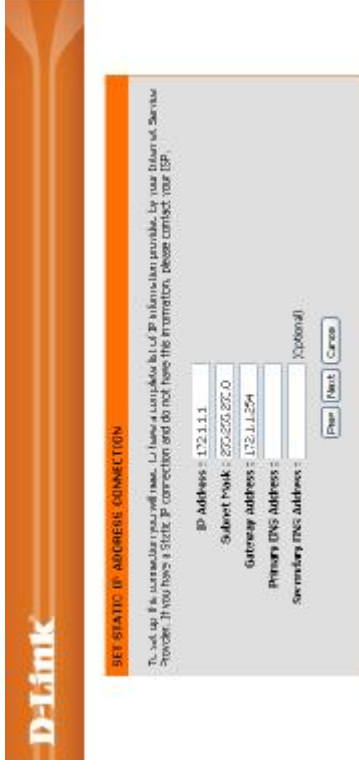 D-Link
SET STATIC IP ADDRESS CONNECTION
To set up this connection you will need to have a complete list of IP information provided by your Internet Service
Provider. If you have a Static IP connection and do not have this information, please contact your ISP.
IP Address : 172.1.1.1
Subnet Mask : 255.255.255.0
Gateway Address : 172.1.1.254
Primary DNS Address :
Secondary DNS Address : (Optional)
Prev Next Cancel